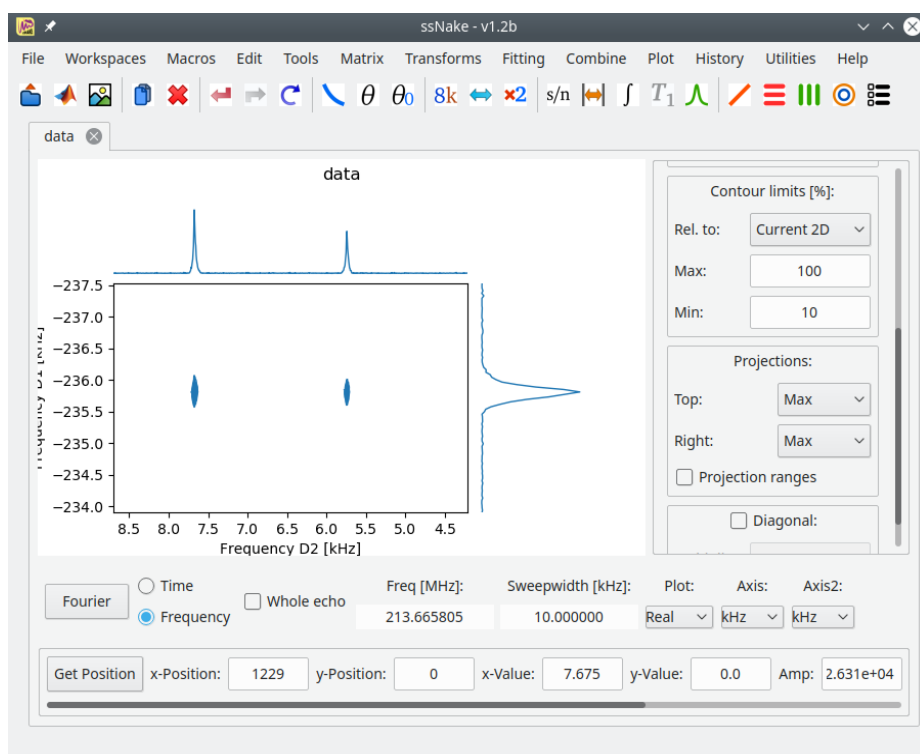 ssNake - v1.2b
File Workspaces Macros Edit Tools Matrix Transforms Fitting Combine Plot History Utilities Help
θ θ0 8k ×2 s/n ∫ T1
data
data
−237.5
−237.0
−236.5
−236.0
−235.5
−235.0
−234.5
−234.0
8.5 8.0 7.5 7.0 6.5 6.0 5.5 5.0 4.5
Frequency D2 [kHz]
Contour limits [%]:
Rel. to: Current 2D
Max: 100
Min: 10
Projections:
Top: Max
Right: Max
Projection ranges
Diagonal:
Fourier
Time
Frequency
Whole echo
Freq [MHz]: Sweepwidth [kHz]: Plot: Axis: Axis2:
213.665805 10.000000 Real kHz kHz
Get Position x-Position: 1229 y-Position: 0 x-Value: 7.675 y-Value: 0.0 Amp: 2.631e+04